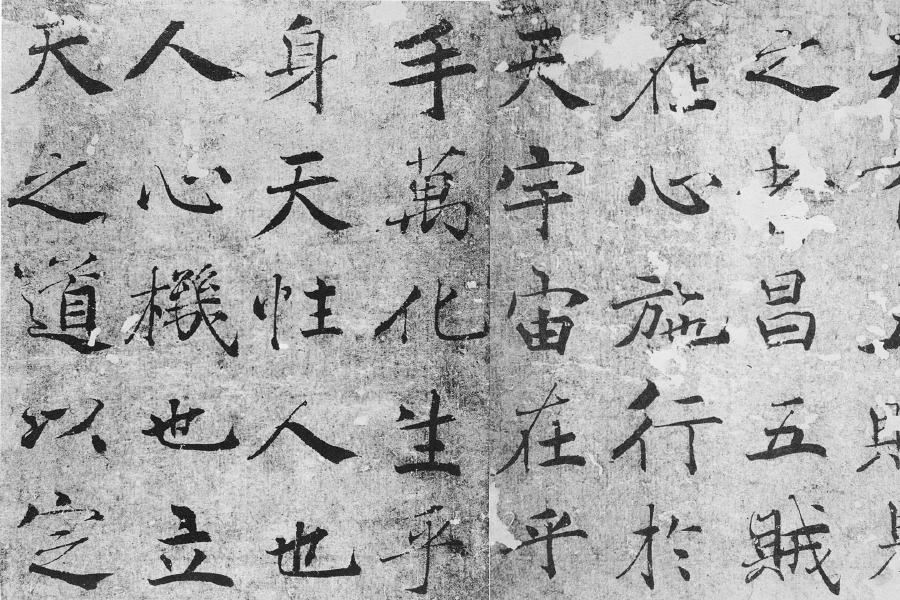 之者昌五賊
在心施行於
天宇宙在乎
手萬化生乎
身天性人也
人心機也立
天之道以定